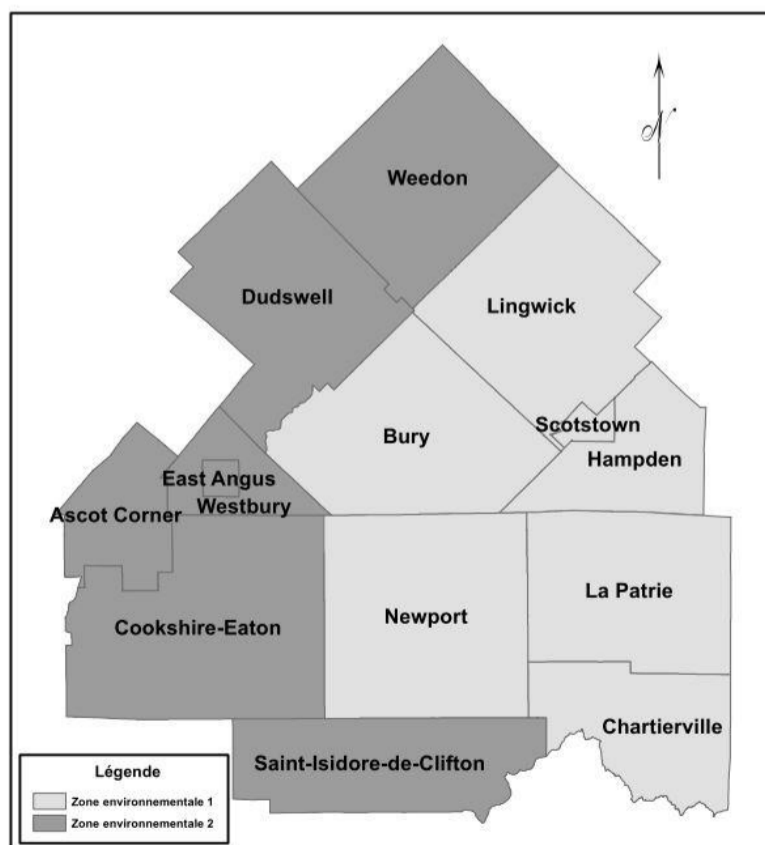 N
Weedon
Dudswell
Lingwick
Scotstown
Bury
Hampden
East Angus
Westbury
Ascot Corner
La Patrie
Newport
Cookshire-Eaton
Chartierville
Saint-Isidore-de-Clifton
Légende
Zone environnementale 1
Zone environnementale 2